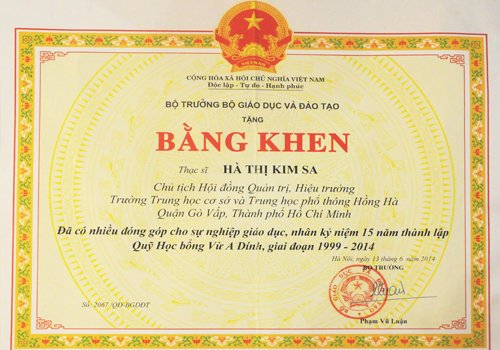 CỘNG HÒA XÃ HỘI CHỦ NGHĨA VIỆT NAM
Độc lập - Tự do - Hạnh phúc
BỘ TRƯỞNG BỘ GIÁO DỤC VÀ ĐÀO TẠO
TẶNG
BẰNG KHEN
Thạc sĩ HÀ THỊ KIM SA
Chủ tịch Hội đồng Quản trị, Hiệu trưởng
Trường Trung học cơ sở và Trung học phổ thông Hồng Hà
Quận Gò Vấp, Thành phố Hồ Chí Minh
Đã có nhiều đóng góp cho sự nghiệp giáo dục, nhân kỷ niệm 15 năm thành lập
Quỹ Học bổng Vừ A Dính, giai đoạn 1999 - 2014
Hà Nội, ngày 13 tháng 6 năm 2014
BỘ TRƯỞNG
Số: 2067 /QĐ-BGDĐT
Phạm Vũ Luận